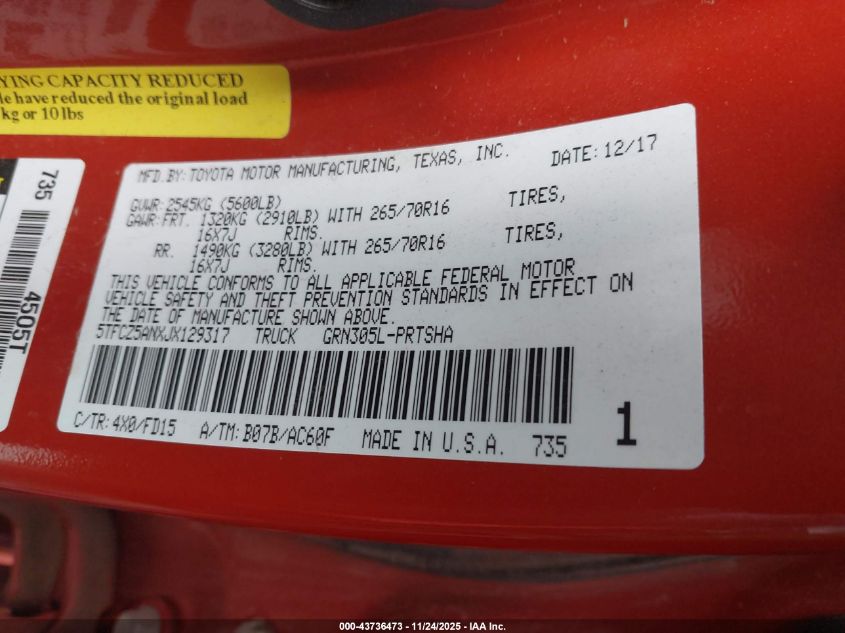 YING CAPACITY REDUCED
le have reduced the original load
kg or 10 lbs
735
4505T
MFD.BY:TOYOTA MOTOR MANUFACTURING, TEXAS, INC. DATE:12/17
GVWR:2545KG (5600LB)
GAWR:FRT. 1320KG (2910LB) WITH 265/70R16 TIRES,
16X7J RIMS.
RR. 1490KG (3280LB) WITH 265/70R16 TIRES,
16X7J RIMS.
THIS VEHICLE CONFORMS TO ALL APPLICABLE FEDERAL MOTOR
VEHICLE SAFETY AND THEFT PREVENTION STANDARDS IN EFFECT ON
THE DATE OF MANUFACTURE SHOWN ABOVE.
5TFCZ5ANXJX129317 TRUCK GRN305L-PRTSHA
C/TR:4X0/FD15 A/TM:B07B/AC60F MADE IN U.S.A. 735
1
000-43736473 - 11/24/2025 - IAA Inc.